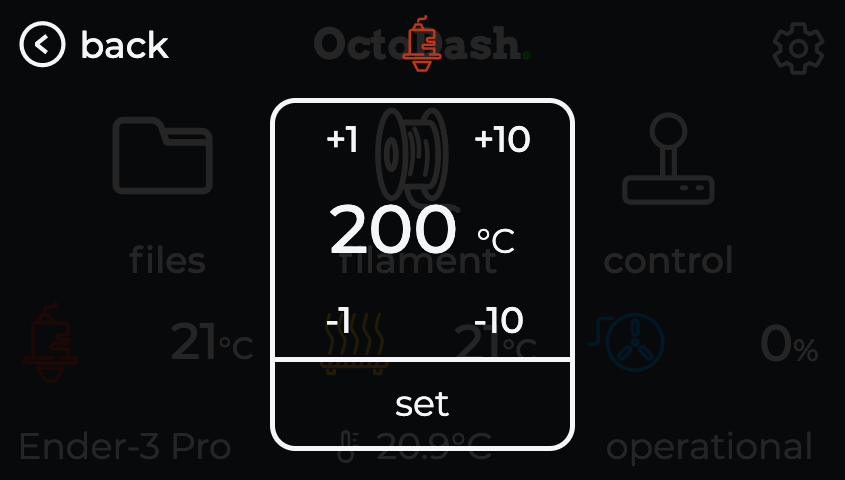 back
OctoDash.
+1 +10
200 °C
files filament control
-1 -10
21°C 21°C 0%
set
Ender-3 Pro 20.9°C operational